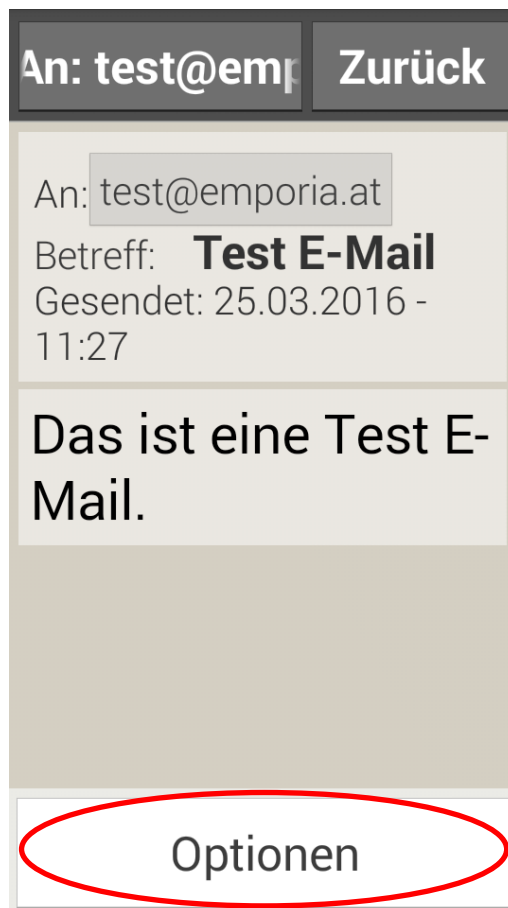 An: test@emp
Zurück
An: test@emporia.at
Betreff: Test E-Mail
Gesendet: 25.03.2016 -
11:27
Das ist eine Test E-
Mail.
Optionen